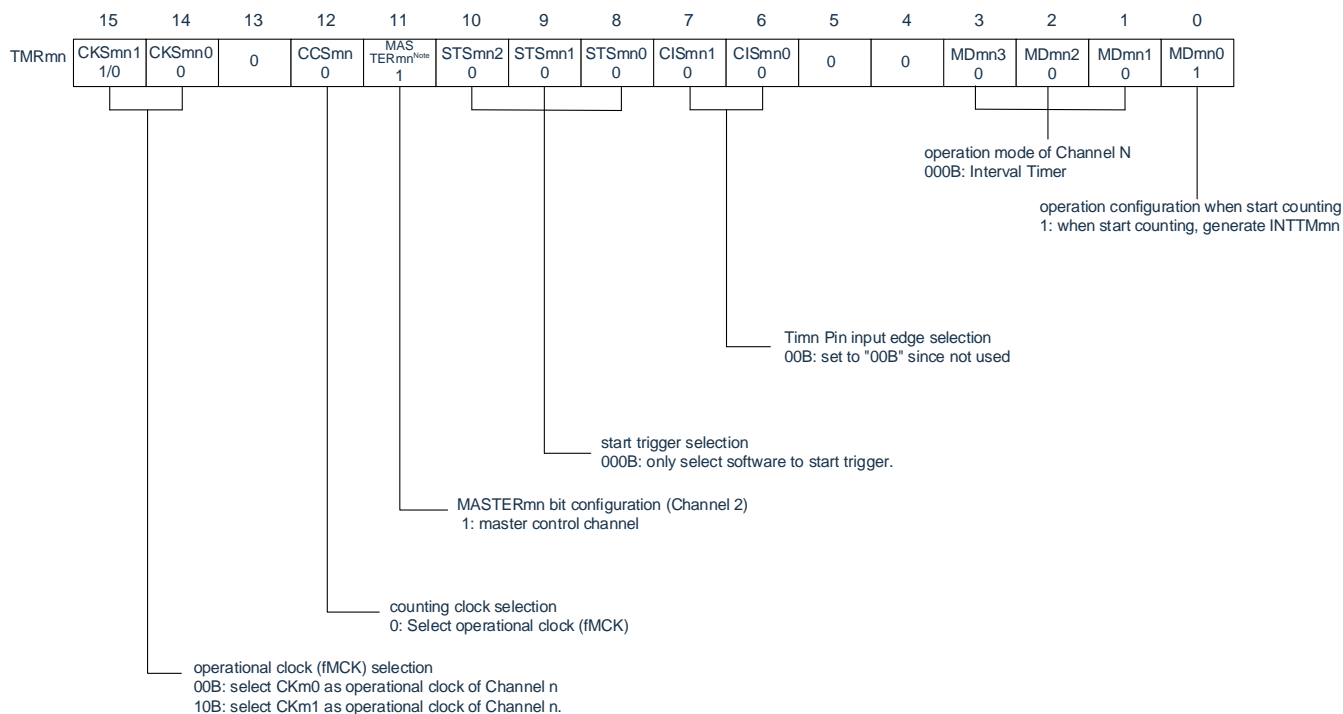 15 14 13 12 11 10 9 8 7 6 5 4 3 2 1 0
TMRmn
CKSmn1 1/0
CKSmn0 0
0
CCSmn 0
MAS
TERmnNote
1
STSmn2 0
STSmn1 0
STSmn0 0
CISmn1 0
CISmn0 0
0
0
MDmn3 0
MDmn2 0
MDmn1 0
MDmn0 1
operation mode of Channel N
000B: Interval Timer
operation configuration when start counting
1: when start counting, generate INTTMmn
Timn Pin input edge selection
00B: set to "00B" since not used
start trigger selection
000B: only select software to start trigger.
MASTERmn bit configuration (Channel 2)
1: master control channel
counting clock selection
0: Select operational clock (fMCK)
operational clock (fMCK) selection
00B: select CKm0 as operational clock of Channel n
10B: select CKm1 as operational clock of Channel n.